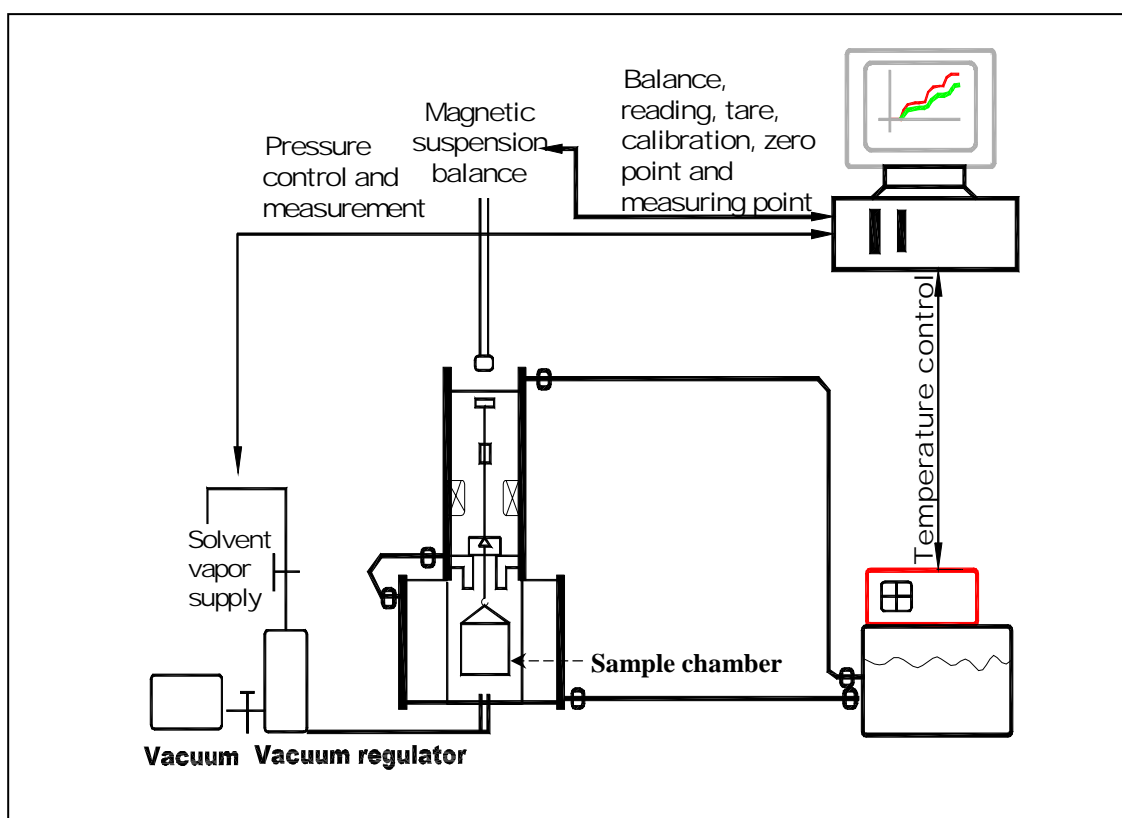 Balance,
reading, tare,
calibration, zero
point and
measuring point
Magnetic
suspension
balance
Pressure
control and
measurement
Temperature control
Solvent
vapor
supply
Sample chamber
Vacuum
Vacuum regulator